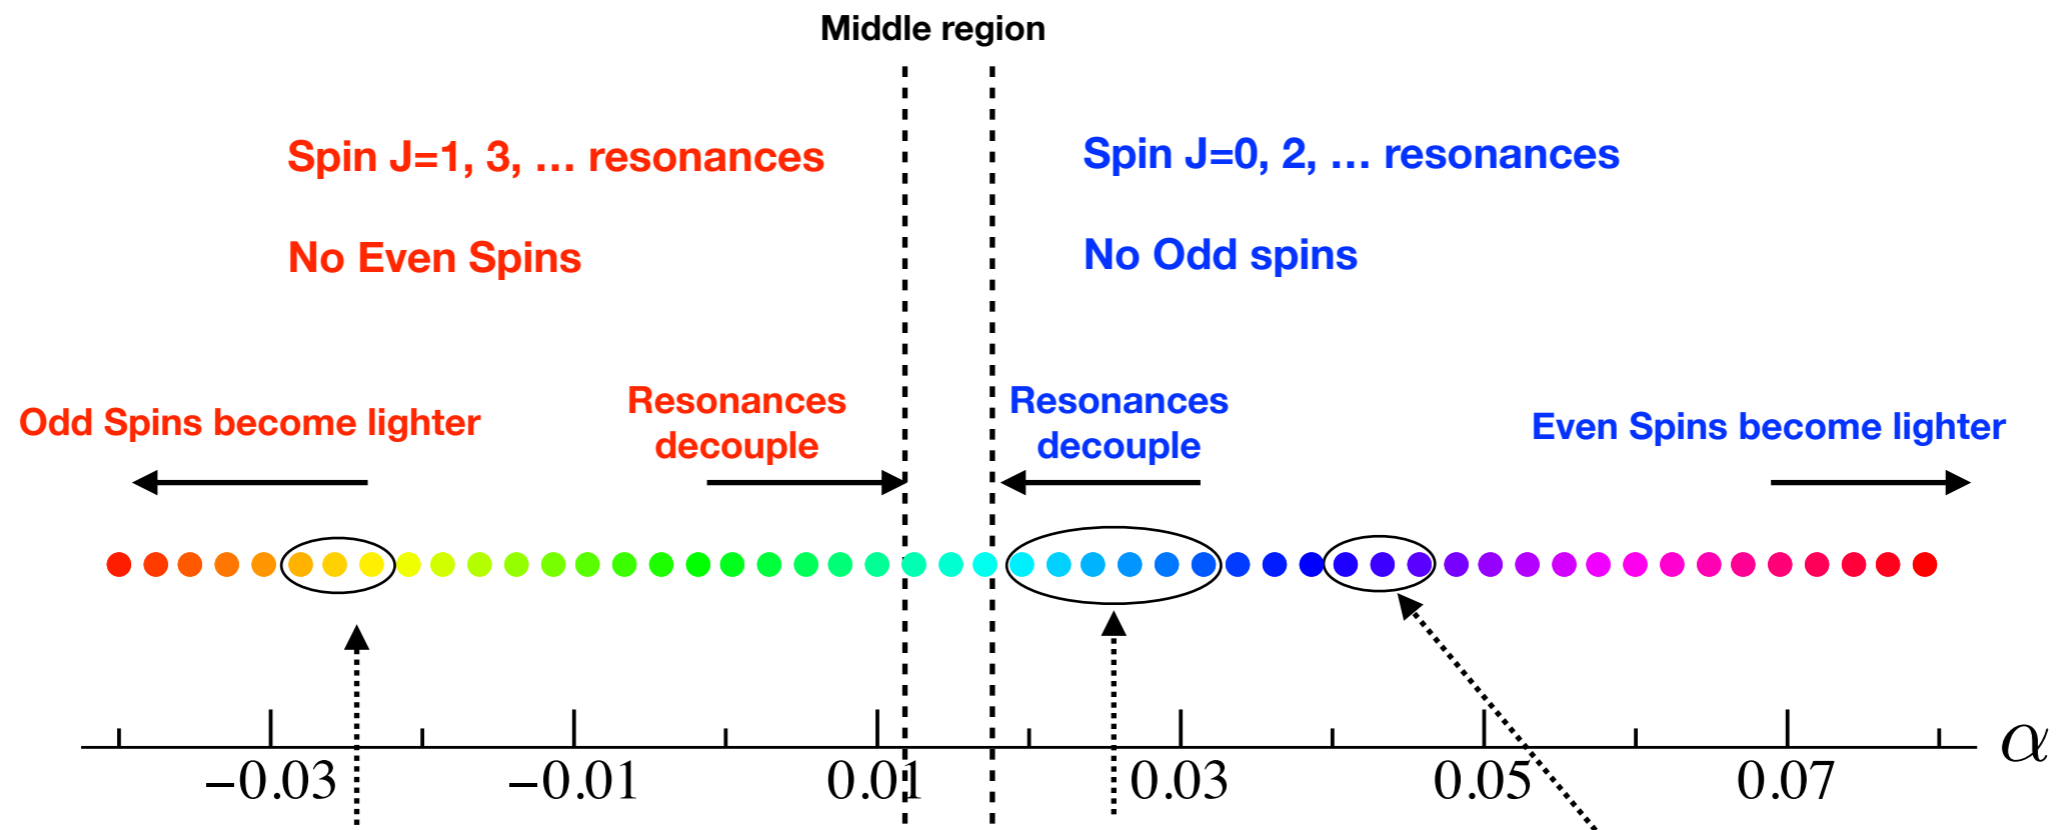 Middle region
Spin J=1, 3, … resonances
Spin J=0, 2, … resonances
No Even Spins
No Odd spins
Resonances
decouple
Resonances
decouple
Odd Spins become lighter
Even Spins become lighter
−0.03
−0.01
0.01
0.03
0.05
0.07
α